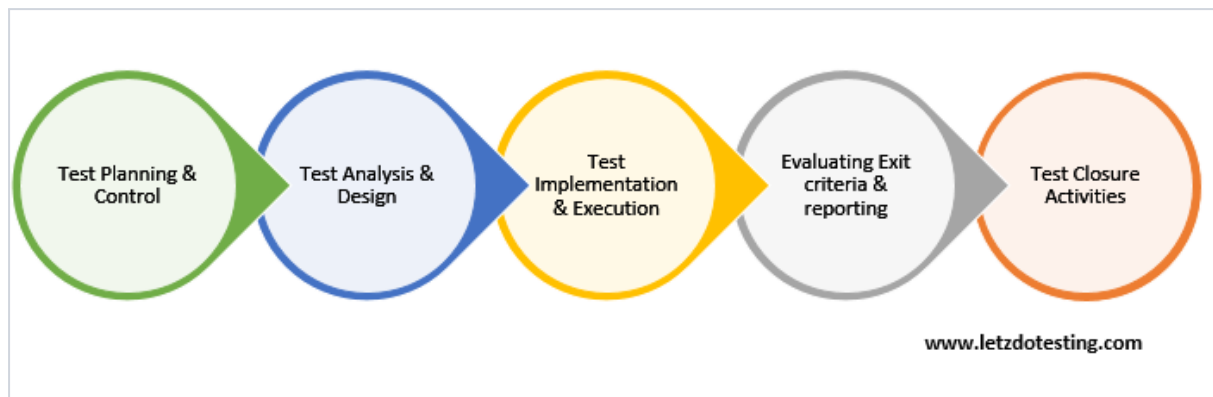 Test Planning &
Control
Test Analysis &
Design
Test
Implementation
& Execution
Evaluating Exit
criteria &
reporting
Test Closure
Activities
www.letzdotesting.com